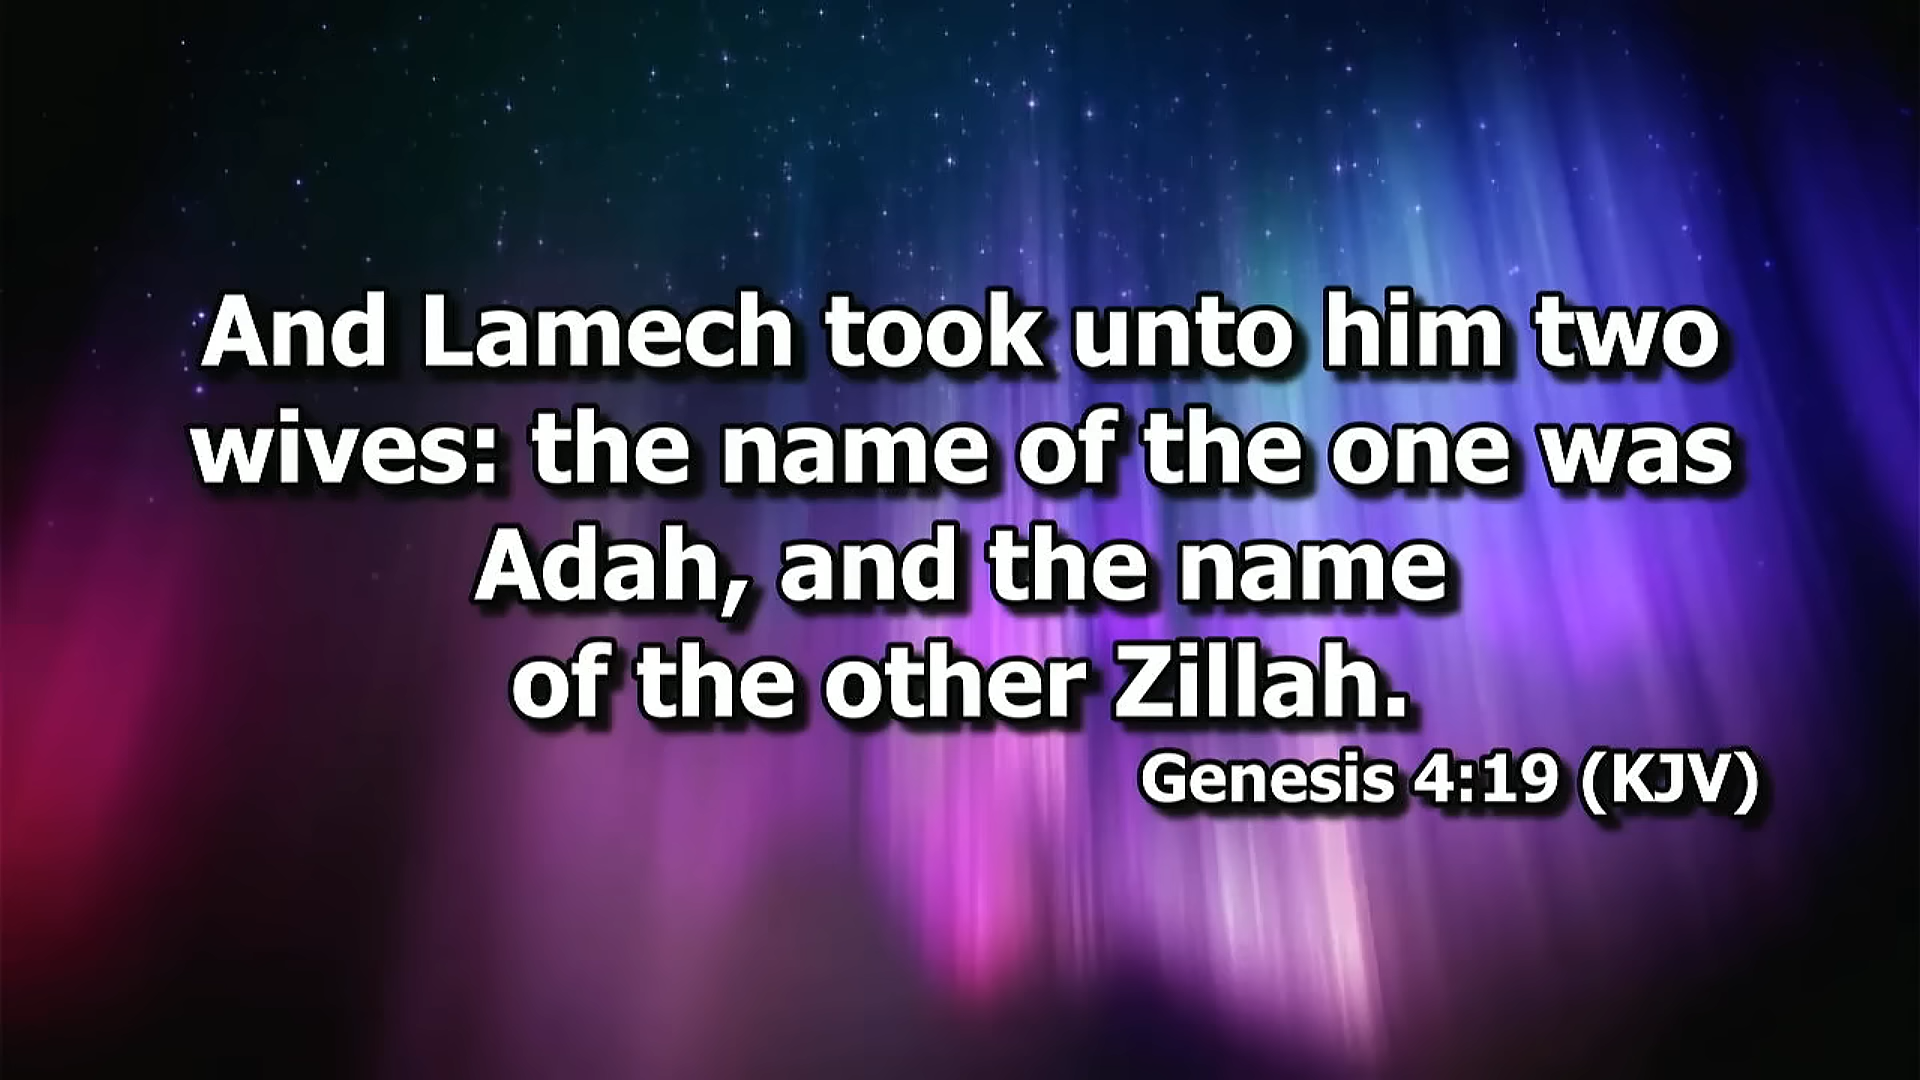 And Lamech took unto him two
wives: the name of the one was
Adah, and the name
of the other Zillah.
Genesis 4:19 (KJV)